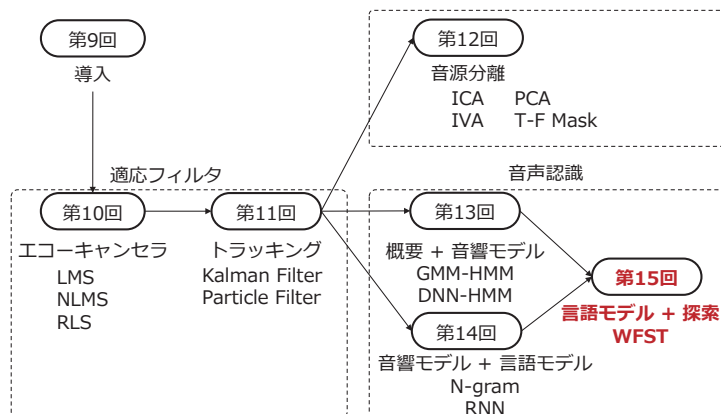 第9回
導入
第12回
音源分離
ICA PCA
IVA T-F Mask
適応フィルタ
第10回
エコーキャンセラ
LMS
NLMS
RLS
第11回
トラッキング
Kalman Filter
Particle Filter
音声認識
第13回
概要 + 音響モデル
GMM-HMM
DNN-HMM
第14回
音響モデル + 言語モデル
N-gram
RNN
第15回
言語モデル + 探索
WFST